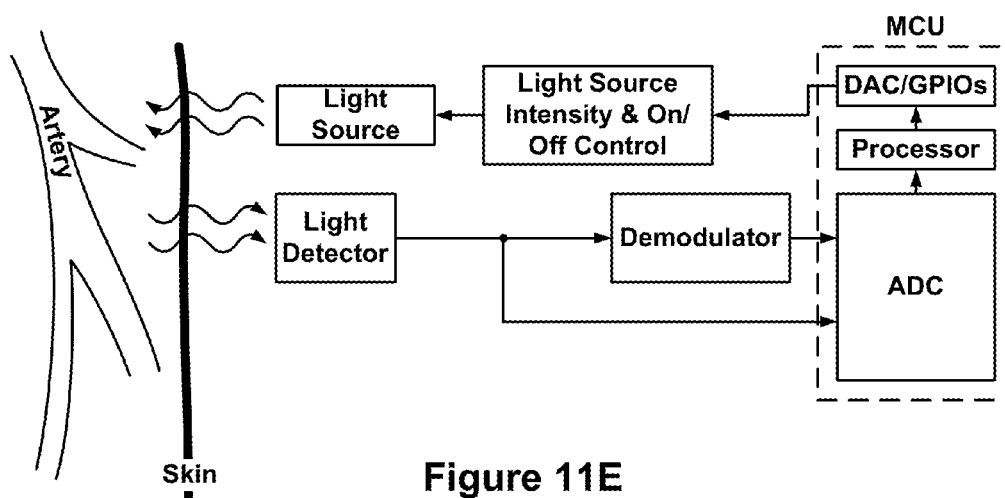 MCU
Artery
Light
Source
Light Source
Intensity & On/
Off Control
DAC/GPIOs
Processor
Light
Detector
Demodulator
ADC
Skin
Figure 11E